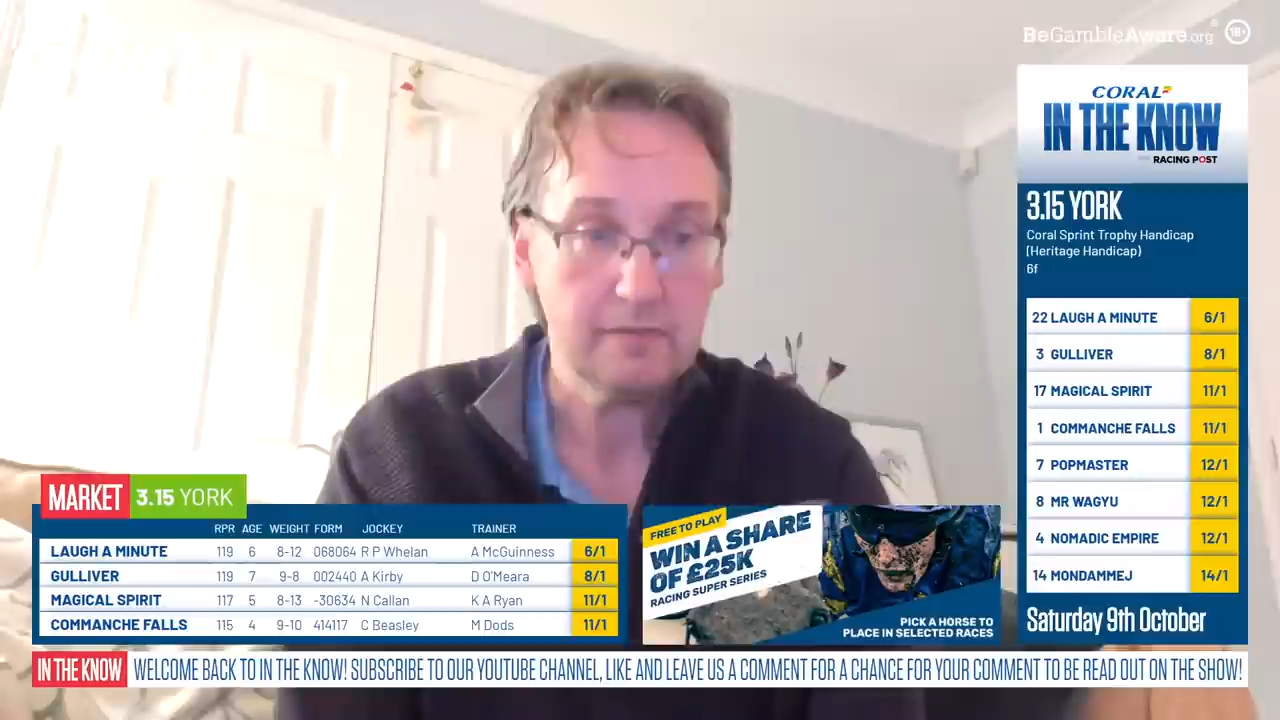 BeGambleAware.org® 18+
CORAL
IN THE KNOW
WITH RACING POST
3.15 YORK
Coral Sprint Trophy Handicap
(Heritage Handicap)
6f
22 LAUGH A MINUTE 6/1
3 GULLIVER 8/1
17 MAGICAL SPIRIT 11/1
1 COMMANCHE FALLS 11/1
7 POPMASTER 12/1
8 MR WAGYU 12/1
4 NOMADIC EMPIRE 12/1
14 MONDAMMEJ 14/1
Saturday 9th October
MARKET 3.15 YORK
RPR AGE WEIGHT FORM JOCKEY TRAINER
LAUGH A MINUTE 119 6 8-12 068064 R P Whelan A McGuinness 6/1
GULLIVER 119 7 9-8 002440 A Kirby D O'Meara 8/1
MAGICAL SPIRIT 117 5 8-13 -30634 N Callan K A Ryan 11/1
COMMANCHE FALLS 115 4 9-10 414117 C Beasley M Dods 11/1
FREE TO PLAY
WIN A SHARE
OF £25K
RACING SUPER SERIES
PICK A HORSE TO
PLACE IN SELECTED RACES
IN THE KNOW WELCOME BACK TO IN THE KNOW! SUBSCRIBE TO OUR YOUTUBE CHANNEL, LIKE AND LEAVE US A COMMENT FOR A CHANCE FOR YOUR COMMENT TO BE READ OUT ON THE SHOW!